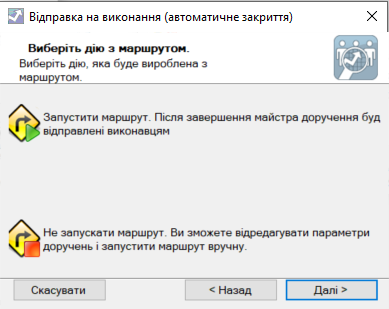 Відправка на виконання (автоматичне закриття)
Виберіть дію з маршрутом.
Виберіть дію, яка буде вироблена з
маршрутом.
Запустити маршрут. Після завершення майстра доручення буд
відправлені виконавцям
Не запускати маршрут. Ви зможете відредагувати параметри
доручень і запустити маршрут вручну.
Скасувати
< Назад
Далі >